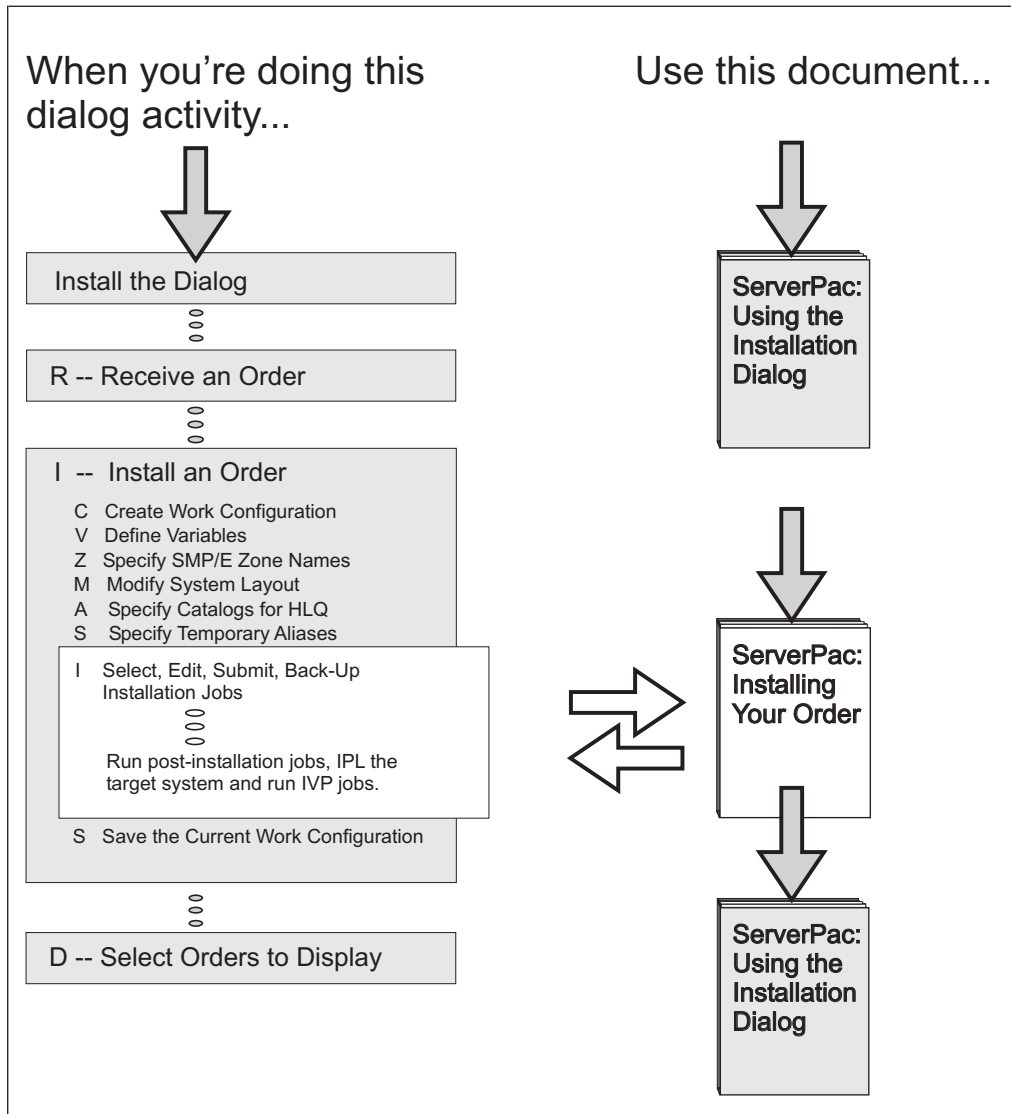 When you're doing this
dialog activity...
Install the Dialog
R -- Receive an Order
I -- Install an Order
C Create Work Configuration
V Define Variables
Z Specify SMP/E Zone Names
M Modify System Layout
A Specify Catalogs for HLQ
S Specify Temporary Aliases
I Select, Edit, Submit, Back-Up
Installation Jobs
Run post-installation jobs, IPL the
target system and run IVP jobs.
S Save the Current Work Configuration
D -- Select Orders to Display
Use this document...
ServerPac:
Using the
Installation
Dialog
ServerPac:
Installing
Your Order
ServerPac:
Using the
Installation
Dialog